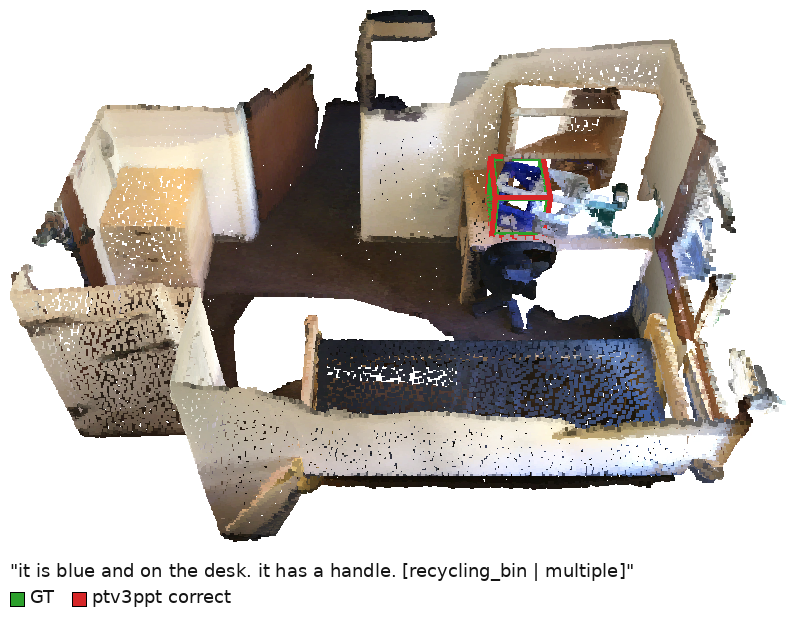 "it is blue and on the desk. it has a handle. [recycling_bin | multiple]"
GT ptv3ppt correct